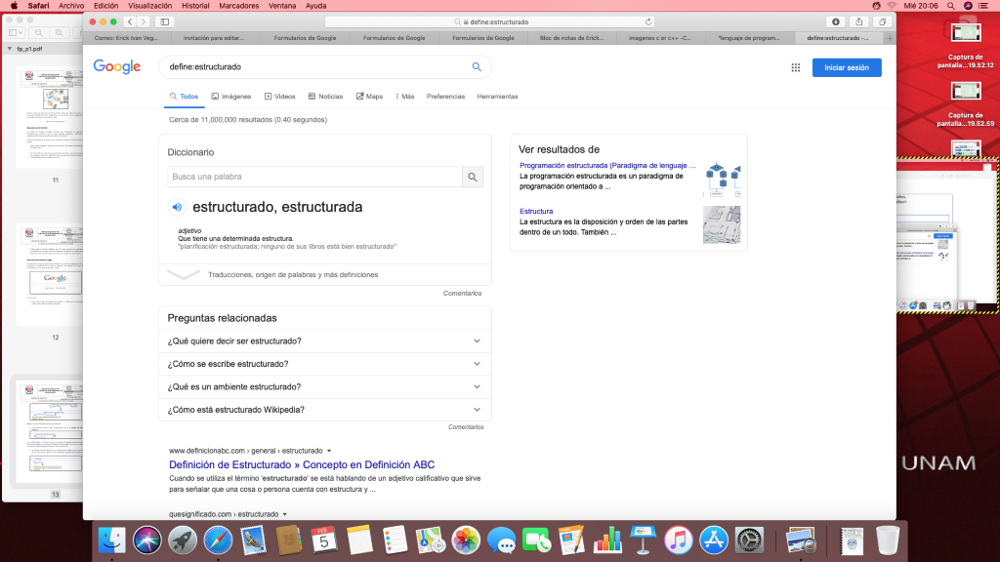 Safari Archivo Edición Visualización Historial Marcadores Ventana Ayuda Mié 20:06
define:estructurado
Correo: Erick Ivan Veg... Invitación para editar... Formularios de Google Formularios de Google Formularios de Google Bloc de notas de Erick... imagenes c or c++ -C... "lenguaje de program... define:estructurado -...
fp_p1.pdf
11
12
13
Google
define:estructurado
Iniciar sesión
Todos Imágenes Videos Noticias Maps Más Preferencias Herramientas
Cerca de 11,000,000 resultados (0.40 segundos)
Diccionario
Busca una palabra
estructurado, estructurada
adjetivo
Que tiene una determinada estructura.
"planificación estructurada; ninguno de sus libros está bien estructurado"
Traducciones, origen de palabras y más definiciones
Comentarios
Preguntas relacionadas
¿Qué quiere decir ser estructurado?
¿Cómo se escribe estructurado?
¿Qué es un ambiente estructurado?
¿Cómo está estructurado Wikipedia?
Comentarios
www.definicionabc.com › general › estructurado
Definición de Estructurado » Concepto en Definición ABC
Cuando se utiliza el término 'estructurado' se está hablando de un adjetivo calificativo que sirve
para señalar que una cosa o persona cuenta con estructura y ...
quesignificado.com › estructurado
Ver resultados de
Programación estructurada (Paradigma de lenguaje ...
La programación estructurada es un paradigma de
programación orientado a ...
Estructura
La estructura es la disposición y orden de las partes
dentro de un todo. También ...
Captura de
pantalla...19.52.12
Captura de
pantalla...19.52.59
UNAM
FEB
5